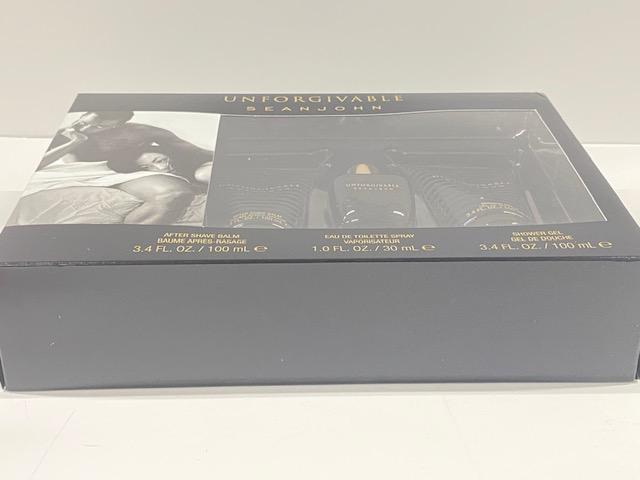 UNFORGIVABLE
SEANJOHN
UNFORGIVABLE
SEAN JOHN
AFTER SHAVE BALM
BAUME APRÈS-RASAGE
3.4 FL. OZ. / 100 mL ℮
EAU DE TOILETTE SPRAY
VAPORISATEUR
1.0 FL. OZ. / 30 mL ℮
SHOWER GEL
GEL DE DOUCHE
3.4 FL. OZ. / 100 mL ℮